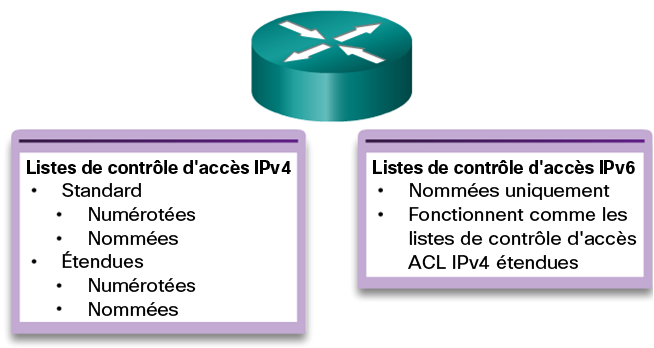 Listes de contrôle d'accès IPv4
• Standard
• Numérotées
• Nommées
• Étendues
• Numérotées
• Nommées
Listes de contrôle d'accès IPv6
• Nommées uniquement
• Fonctionnent comme les
listes de contrôle d'accès
ACL IPv4 étendues